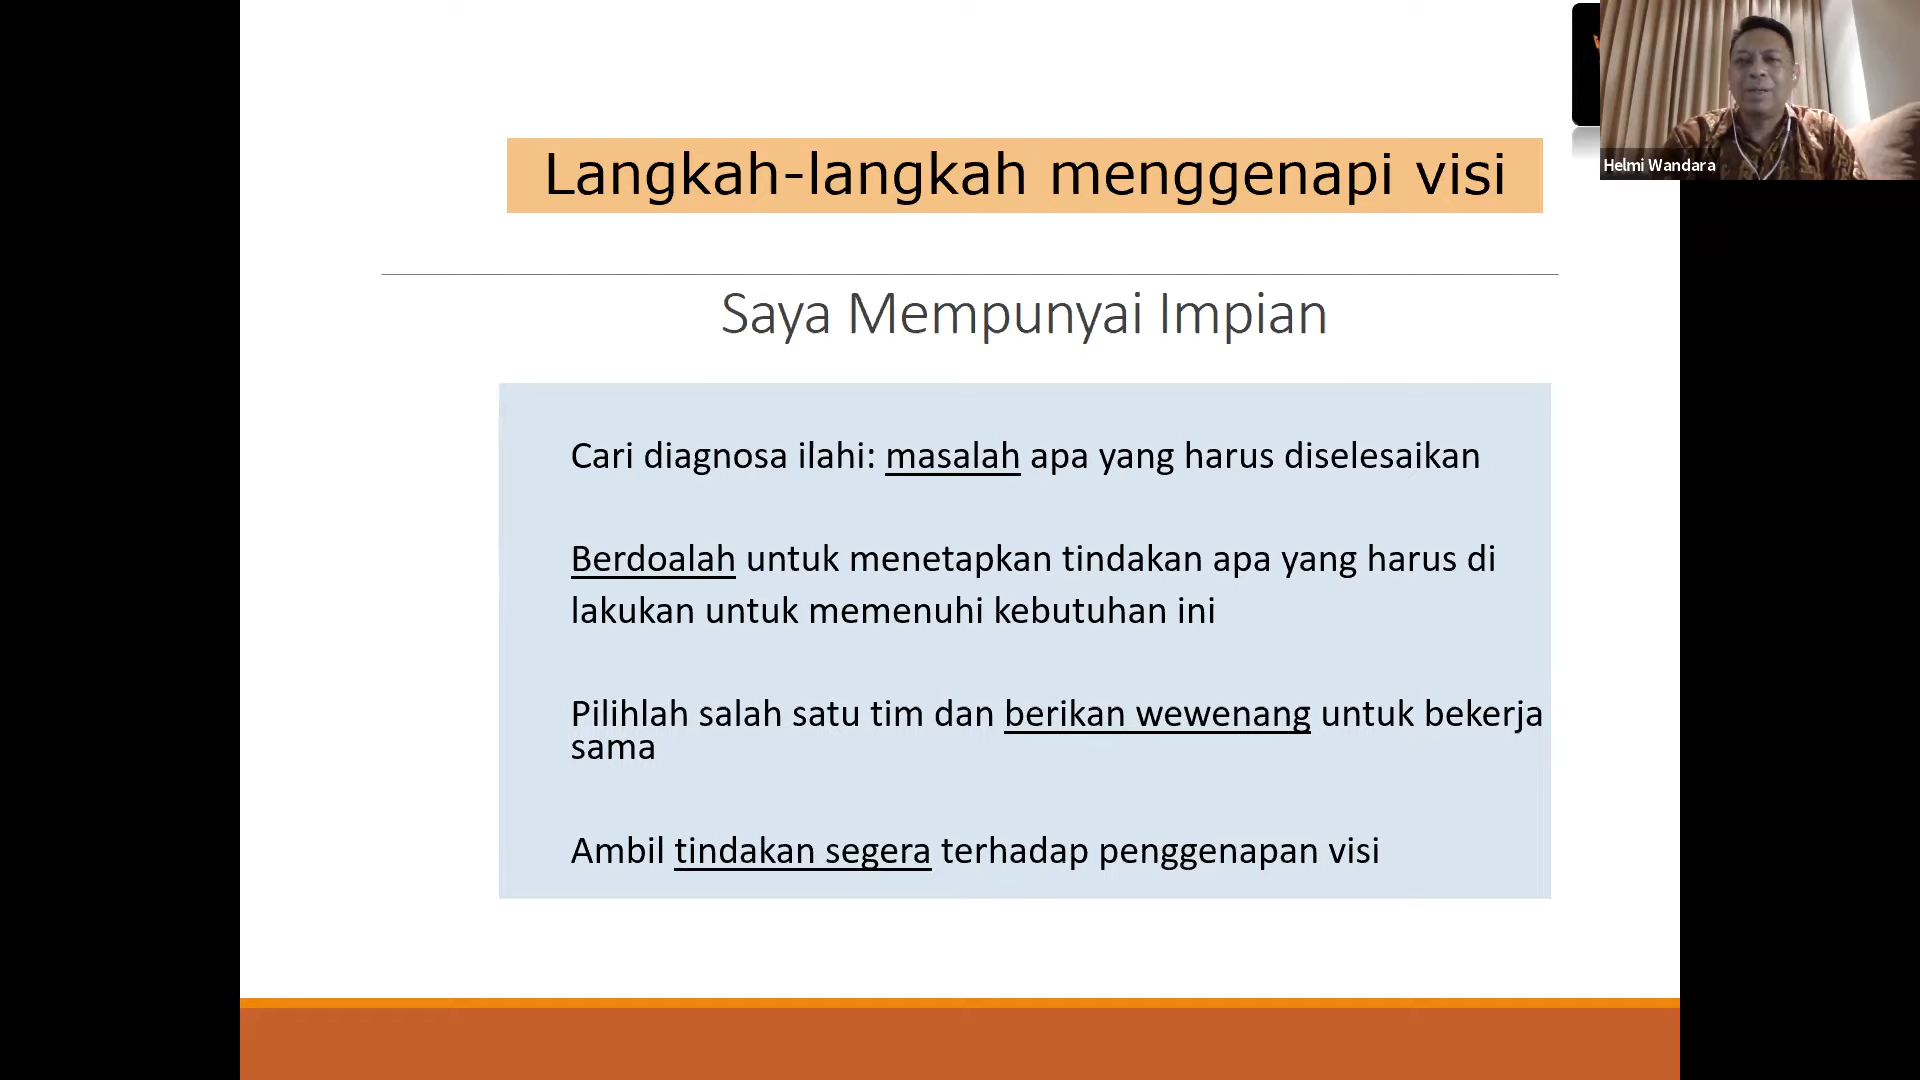 Langkah-langkah menggenapi visi
Helmi Wandara
Saya Mempunyai Impian
Cari diagnosa ilahi: masalah apa yang harus diselesaikan
Berdoalah untuk menetapkan tindakan apa yang harus di
lakukan untuk memenuhi kebutuhan ini
Pilihlah salah satu tim dan berikan wewenang untuk bekerja
sama
Ambil tindakan segera terhadap penggenapan visi